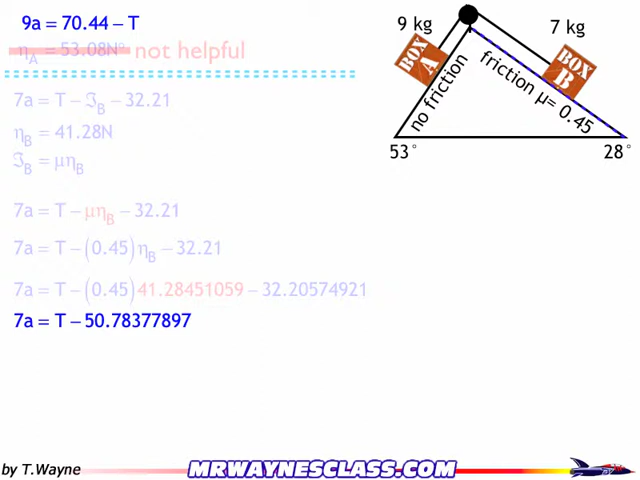 9a = 70.44 – T
η_A = 53.08N° not helpful
7a = T – ℑ_B – 32.21
η_B = 41.28N
ℑ_B = μη_B
7a = T – μη_B – 32.21
7a = T – (0.45)η_B – 32.21
7a = T – (0.45)41.28451059 – 32.20574921
7a = T – 50.78377897
9 kg
7 kg
BOX A
BOX B
no friction
friction μ= 0.45
53°
28°
by T.Wayne
MRWAYNESCLASS.COM